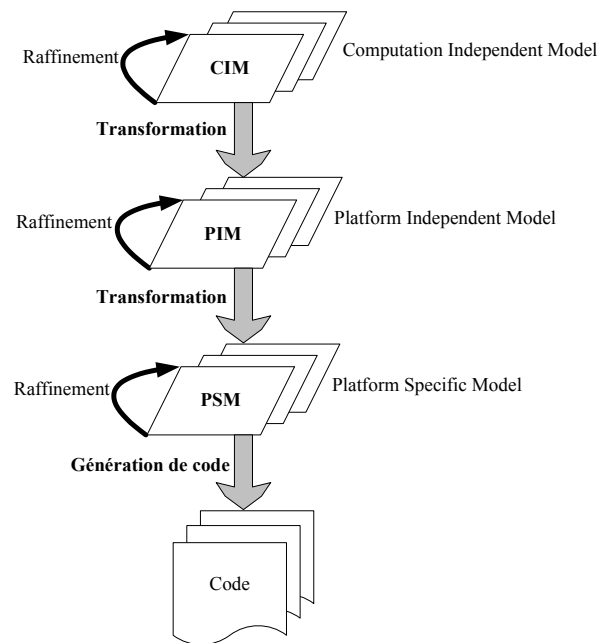 Raffinement
CIM
Computation Independent Model
Transformation
Raffinement
PIM
Platform Independent Model
Transformation
Raffinement
PSM
Platform Specific Model
Génération de code
Code